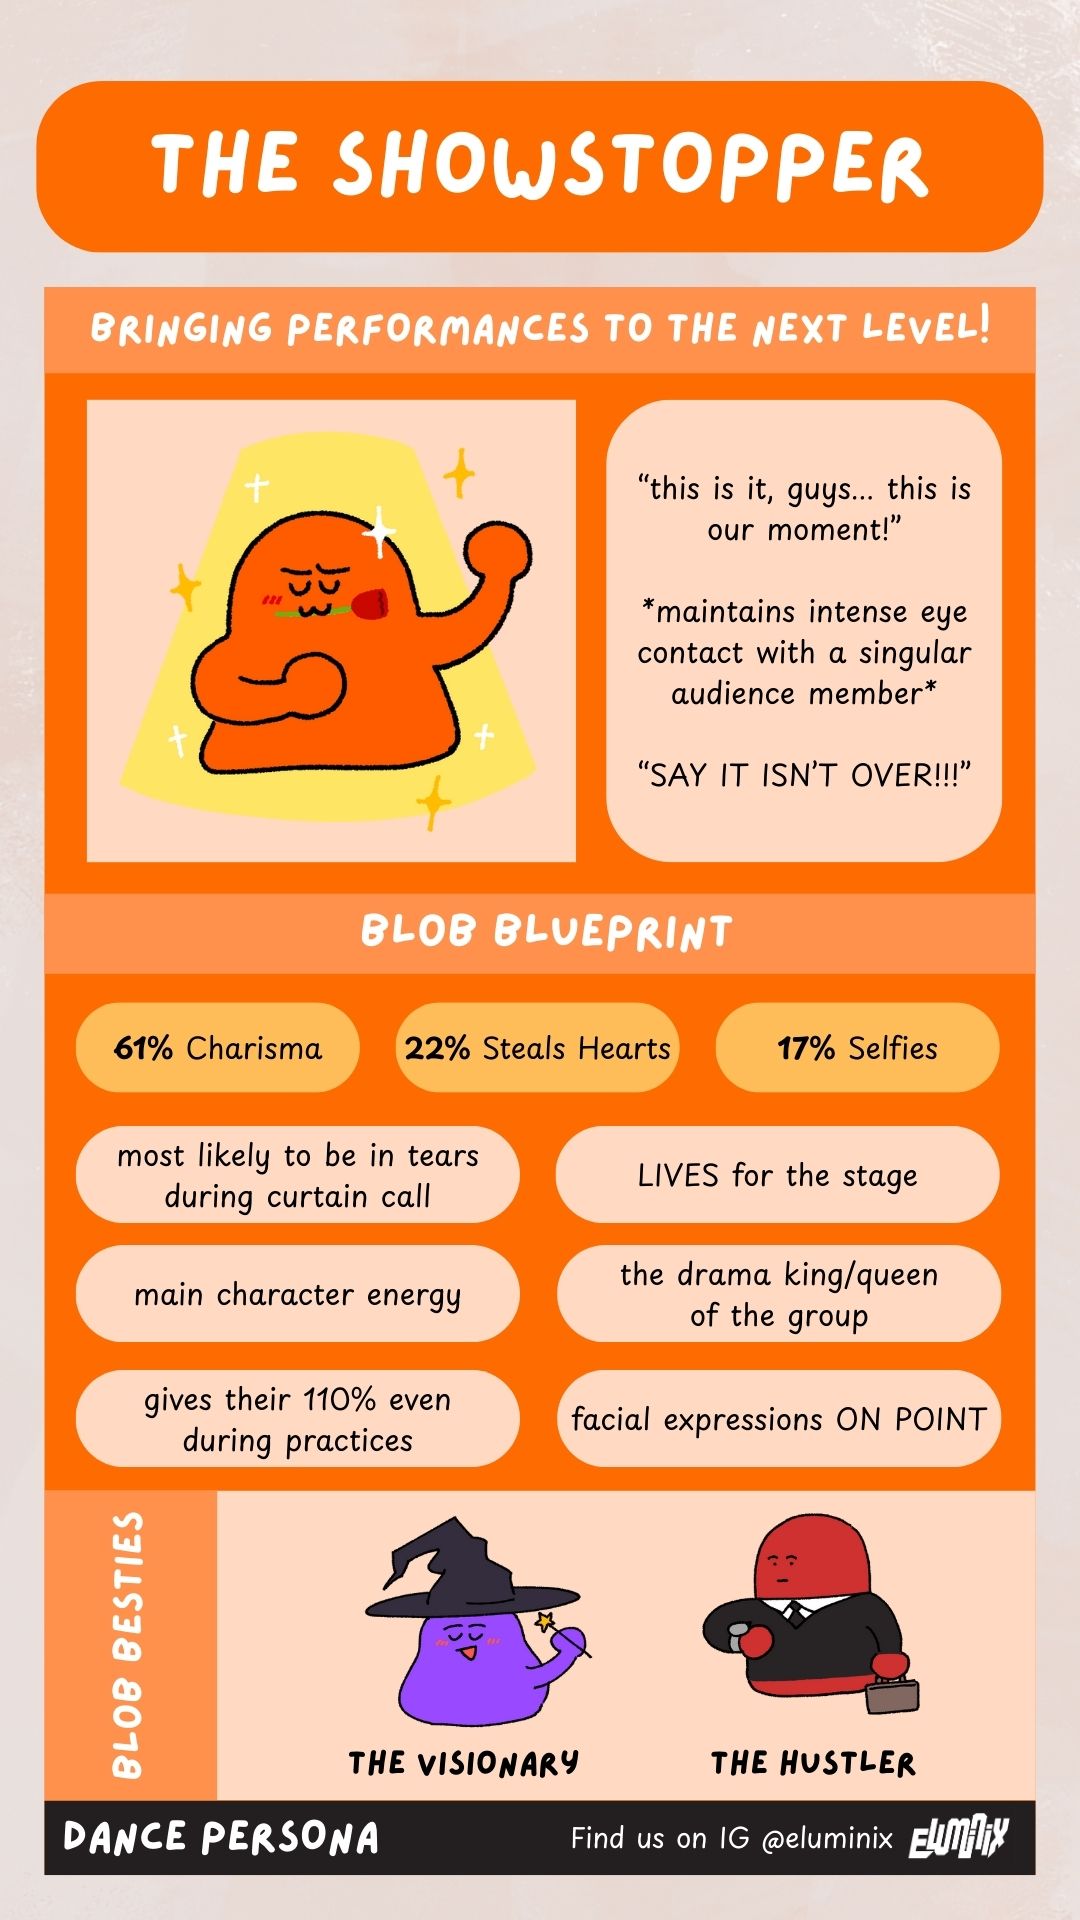 THE SHOWSTOPPER
BRINGING PERFORMANCES TO THE NEXT LEVEL!
“this is it, guys... this is
our moment!”
*maintains intense eye
contact with a singular
audience member*
“SAY IT ISN’T OVER!!!”
BLOB BLUEPRINT
61% Charisma
22% Steals Hearts
17% Selfies
most likely to be in tears
during curtain call
LIVES for the stage
main character energy
the drama king/queen
of the group
gives their 110% even
during practices
facial expressions ON POINT
BLOB BESTIES
THE VISIONARY
THE HUSTLER
DANCE PERSONA
Find us on IG @eluminix
ELUMINIX